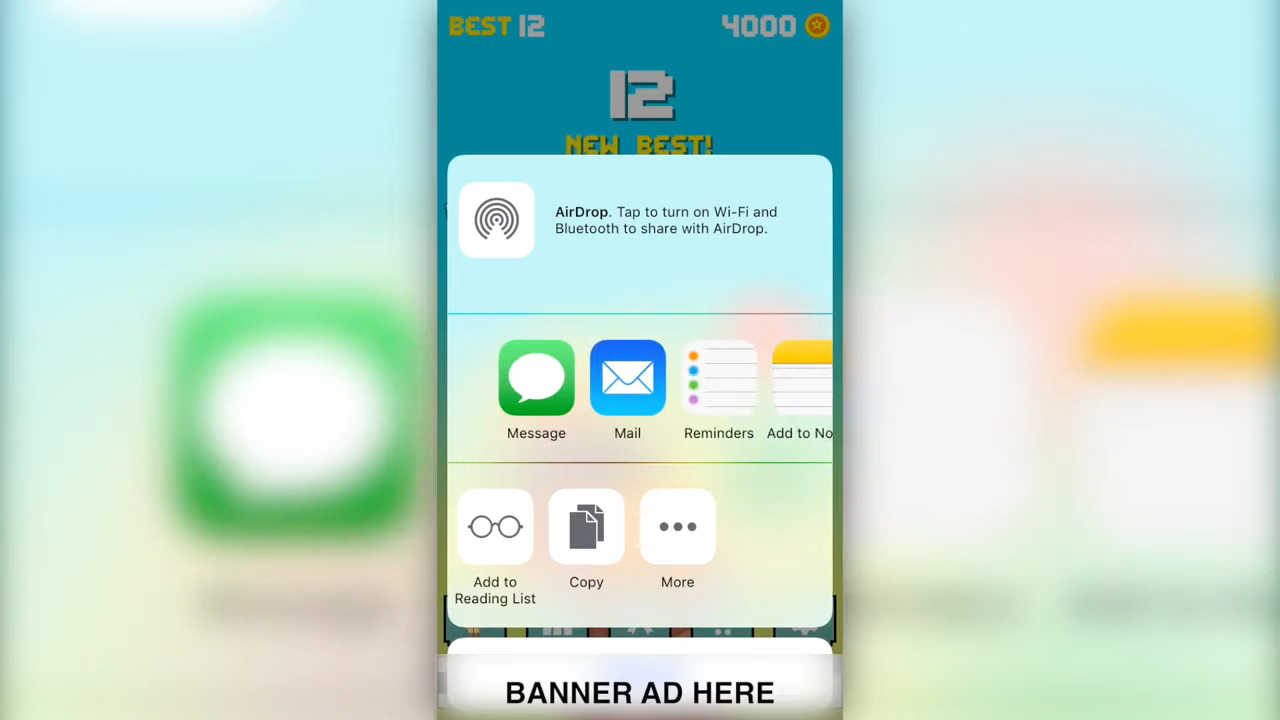 BEST 12
4000
12
NEW BEST!
AirDrop. Tap to turn on Wi-Fi and
Bluetooth to share with AirDrop.
Message
Mail
Reminders
Add to No
Add to
Reading List
Copy
More
BANNER AD HERE